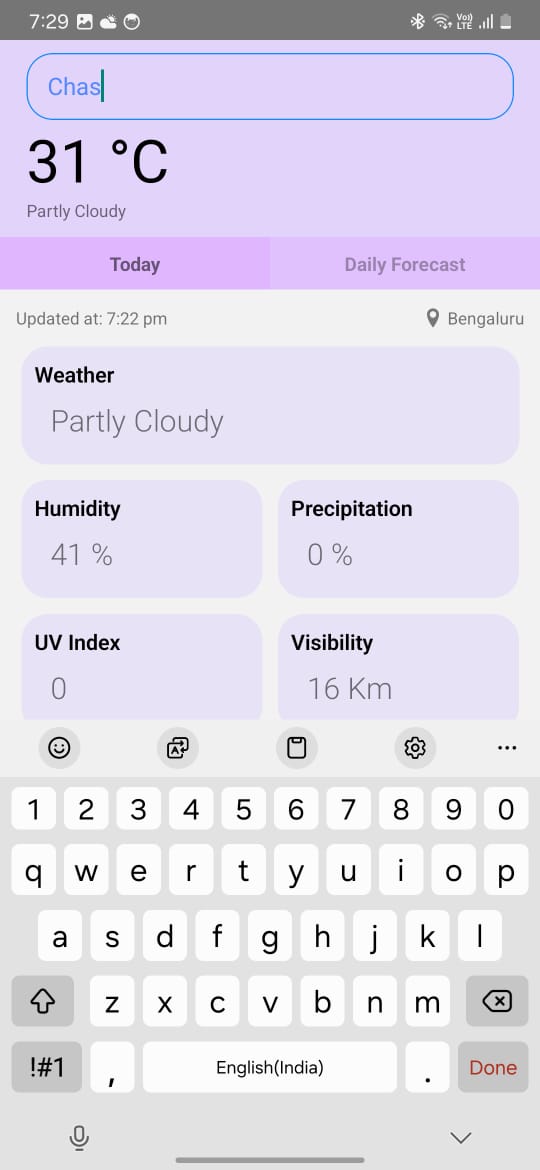 7:29 Vo)) LTE
Chas
31 °C
Partly Cloudy
Today Daily Forecast
Updated at: 7:22 pm Bengaluru
Weather
Partly Cloudy
Humidity Precipitation
41 % 0 %
UV Index Visibility
0 16 Km
1 2 3 4 5 6 7 8 9 0
q w e r t y u i o p
a s d f g h j k l
z x c v b n m
!#1 , English(India) . Done